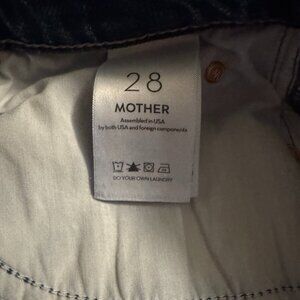 28
MOTHER
Assembled in USA
by both USA and foreign components
DO YOUR OWN LAUNDRY